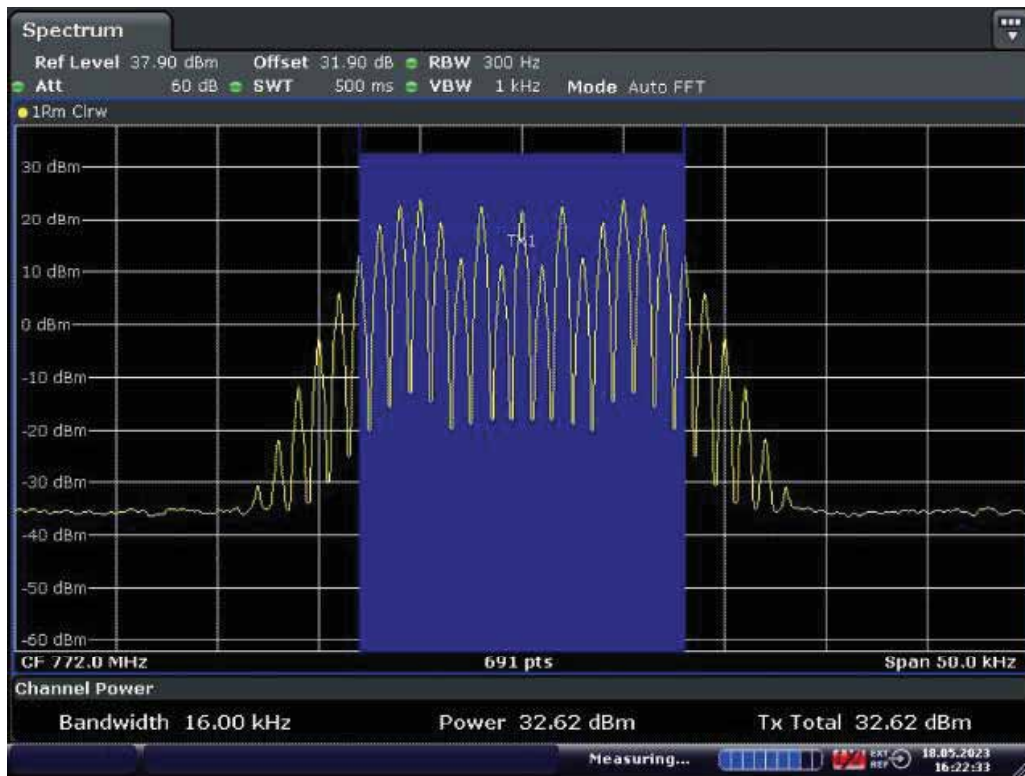 Spectrum
Ref Level 37.90 dBm Offset 31.90 dB RBW 300 Hz
Att 60 dB SWT 500 ms VBW 1 kHz Mode Auto FFT
1Rm Clrw
30 dBm
20 dBm
10 dBm
TX1
0 dBm
-10 dBm
-20 dBm
-30 dBm
-40 dBm
-50 dBm
-60 dBm
CF 772.0 MHz 691 pts Span 50.0 kHz
Channel Power
Bandwidth 16.00 kHz Power 32.62 dBm Tx Total 32.62 dBm
Measuring... EXT REF 18.05.2023
16:22:33